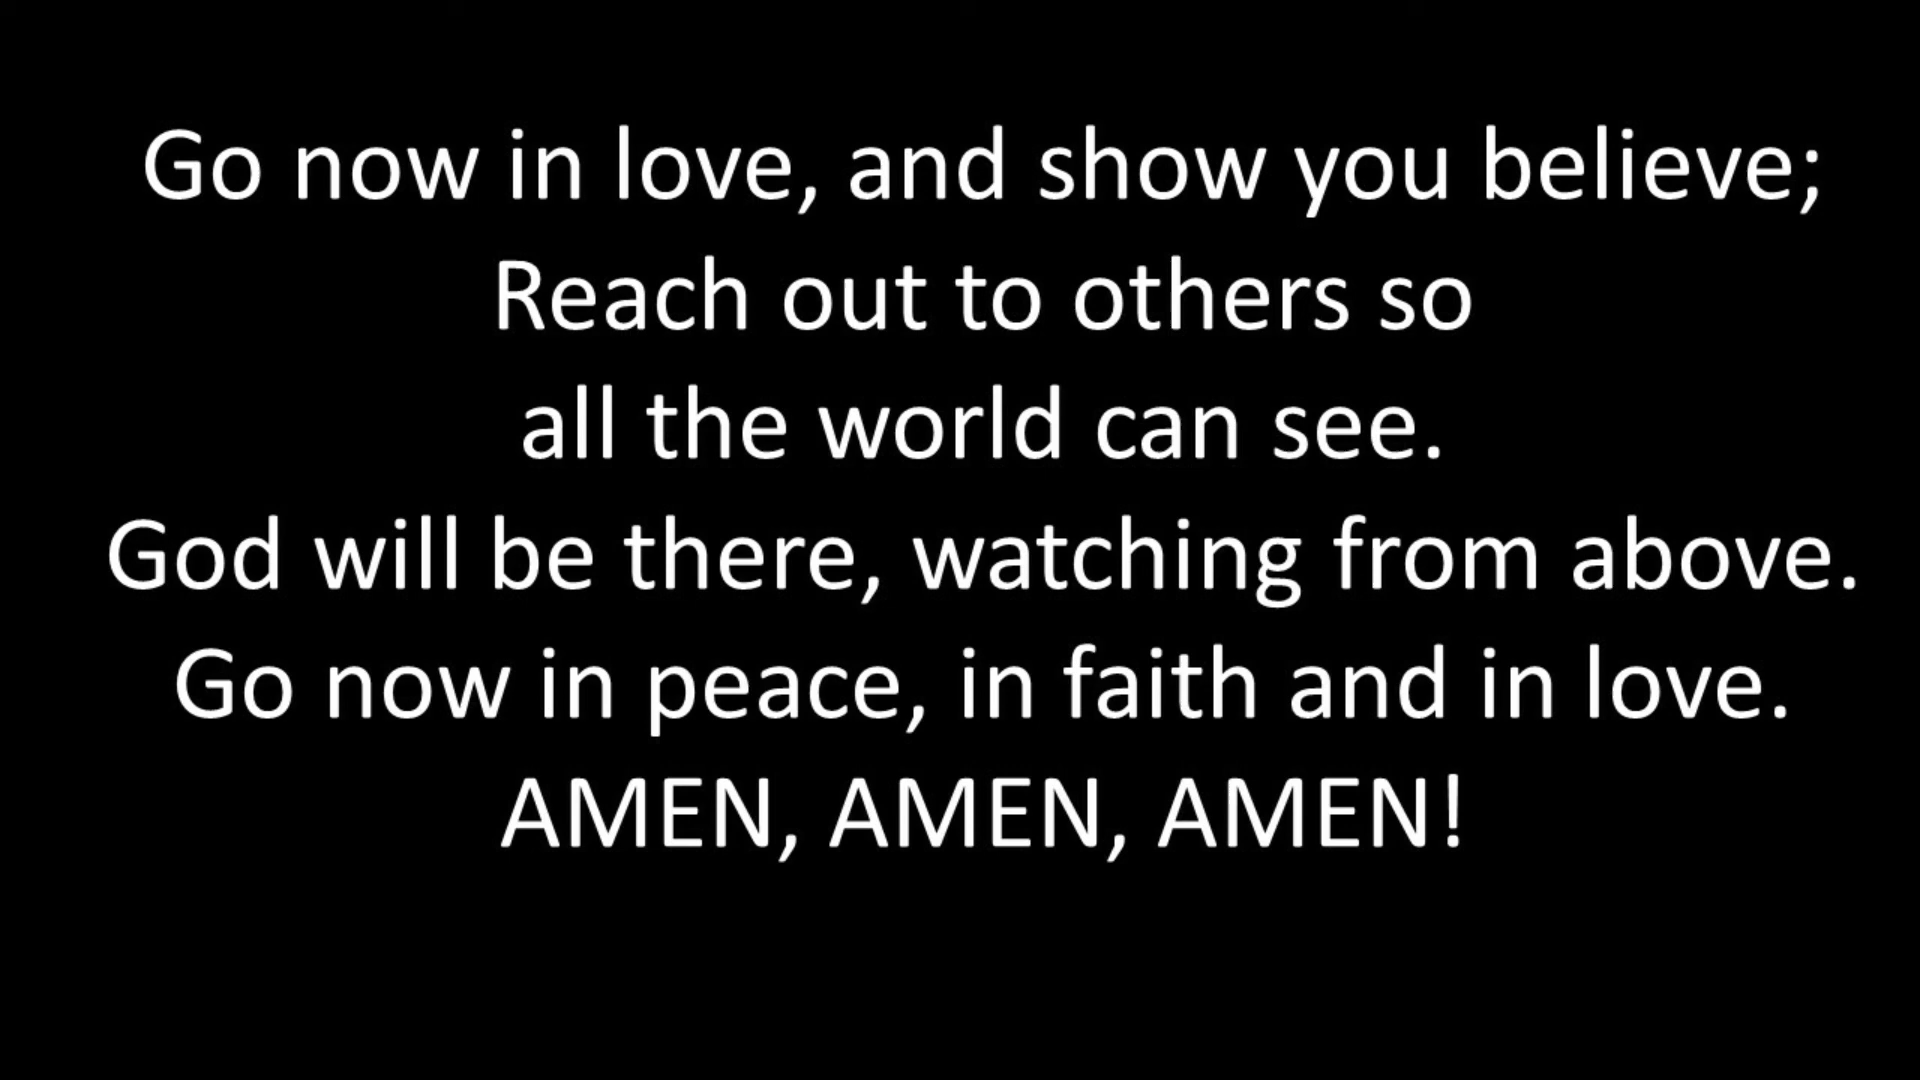 Go now in love, and show you believe;
Reach out to others so
all the world can see.
God will be there, watching from above.
Go now in peace, in faith and in love.
AMEN, AMEN, AMEN!